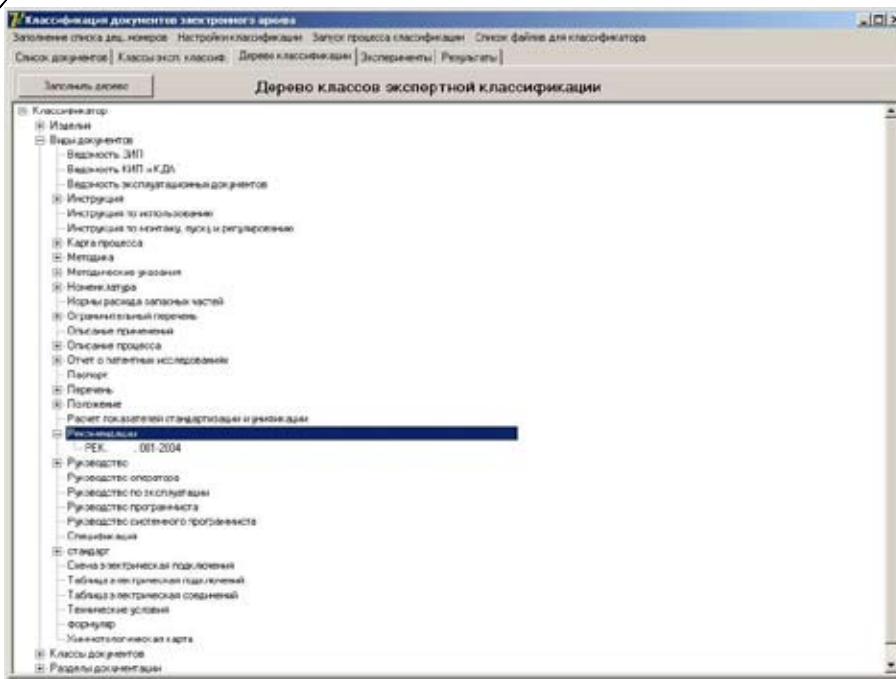 Классификация документов электронного архива
Заполнение списка дец. номеров Настройки классификации Запуск процесса классификации Список файлов для классификатора
Список документов Классы эксп. классиф. Дерево классификации Эксперименты Результаты
Заполнить дерево Дерево классов экспертной классификации
Классификатор
Изделия
Виды документов
Ведомость ЗИП
Ведомость КИП и КДА
Ведомость эксплуатационных документов
Инструкция
Инструкция по использованию
Инструкция по монтажу, пуску и регулированию
Карта процесса
Методика
Методические указания
Номенклатура
Нормы расхода запасных частей
Ограничительный перечень
Описание применения
Описание процесса
Отчет о патентных исследованиях
Паспорт
Перечень
Положение
Расчет показателей стандартизации и унификации
Рекомендации
РЕК. . 001-2004
Руководство
Руководство оператора
Руководство по эксплуатации
Руководство программиста
Руководство системного программиста
Спецификация
стандарт
Схема электрическая подключения
Таблица электрическая подключений
Таблица электрическая соединений
Технические условия
формуляр
Химмотологическая карта
Классы документов
Разделы документации